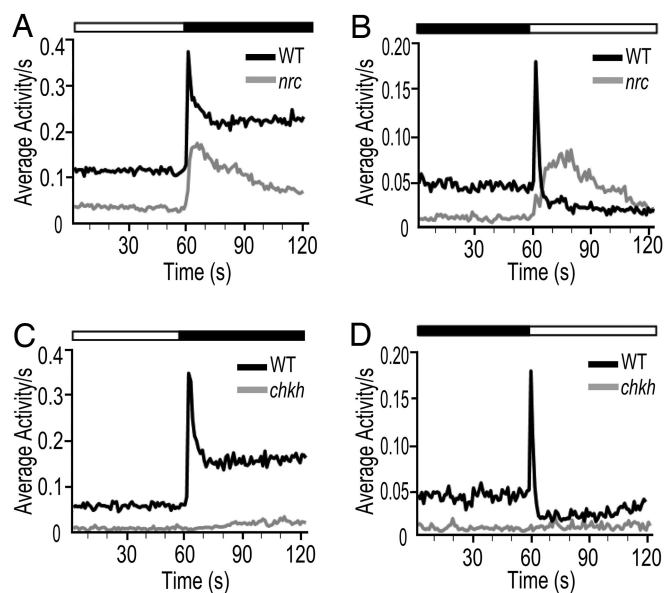 A
WT
nrc
0.4
0.3
0.2
0.1
0
Average Activity/s
30 60 90 120
Time (s)
B
WT
nrc
0.20
0.15
0.10
0.05
0
Average Activity/s
30 60 90 120
Time (s)
C
WT
chkh
0.4
0.3
0.2
0.1
0
Average Activity/s
30 60 90 120
Time (s)
D
WT
chkh
0.20
0.15
0.10
0.05
0
Average Activity/s
30 60 90 120
Time (s)